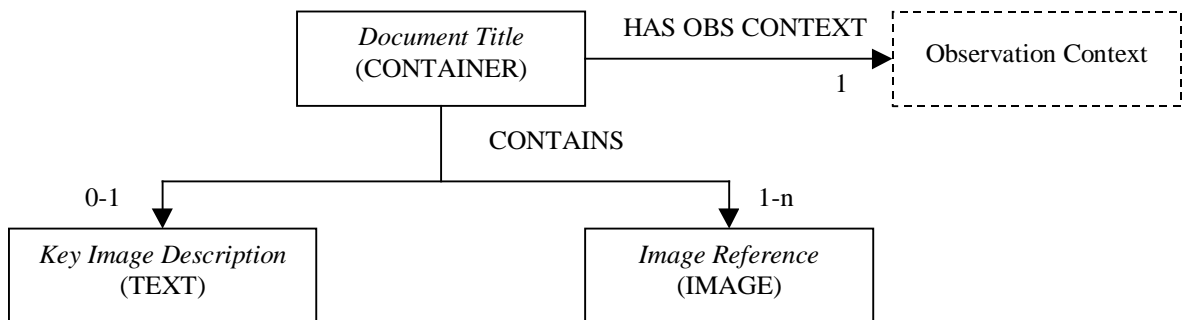 Document Title
(CONTAINER)
HAS OBS CONTEXT
1
Observation Context
CONTAINS
0-1
1-n
Key Image Description
(TEXT)
Image Reference
(IMAGE)